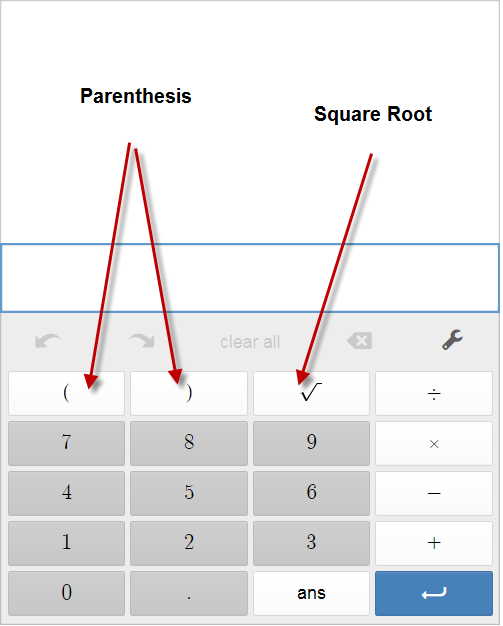 Parenthesis
Square Root
clear all
( ) √ ÷
7 8 9 ×
4 5 6 −
1 2 3 +
0 . ans